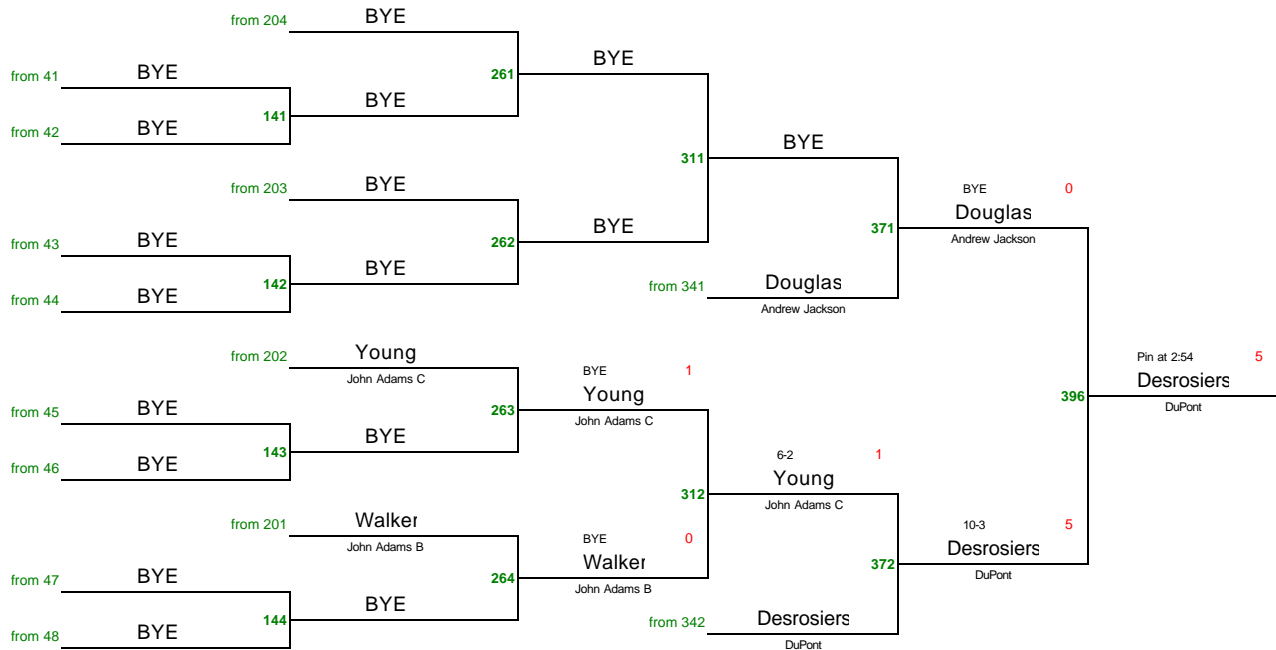 from 204 BYE
from 41 BYE
261 BYE
141 BYE
from 42 BYE
311 BYE
from 203 BYE
BYE 0
Douglas
371
Andrew Jackson
from 43 BYE
262 BYE
142 BYE
from 44 BYE
from 341 Douglas
Andrew Jackson
from 202 Young
John Adams C
BYE 1
Young
263
John Adams C
Pin at 2:54 5
Desrosiers
396
DuPont
from 45 BYE
143 BYE
from 46 BYE
6-2 1
Young
312
John Adams C
from 201 Walker
John Adams B
BYE 0
Walker
264
John Adams B
10-3 5
Desrosiers
372
DuPont
from 47 BYE
144 BYE
from 48 BYE
from 342 Desrosiers
DuPont